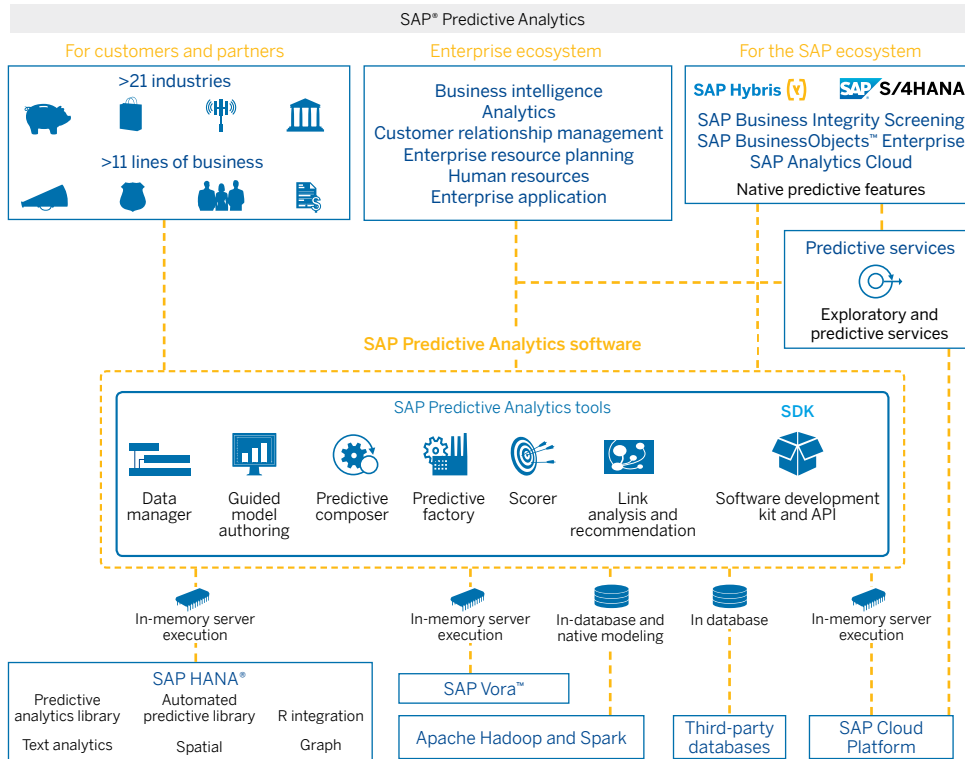 SAP® Predictive Analytics
For customers and partners
>21 industries
>11 lines of business
Enterprise ecosystem
Business intelligence
Analytics
Customer relationship management
Enterprise resource planning
Human resources
Enterprise application
For the SAP ecosystem
SAP Hybris (y)
SAP S/4HANA
SAP Business Integrity Screening
SAP BusinessObjects™ Enterprise
SAP Analytics Cloud
Native predictive features
Predictive services
Exploratory and
predictive services
SAP Predictive Analytics software
SAP Predictive Analytics tools
SDK
Data
manager
Guided
model
authoring
Predictive
composer
Predictive
factory
Scorer
Link
analysis and
recommendation
Software development
kit and API
In-memory server
execution
In-memory server
execution
In-database and
native modeling
In database
In-memory server
execution
SAP HANA®
Predictive
analytics library
Automated
predictive library
R integration
Text analytics
Spatial
Graph
SAP Vora™
Apache Hadoop and Spark
Third-party
databases
SAP Cloud
Platform